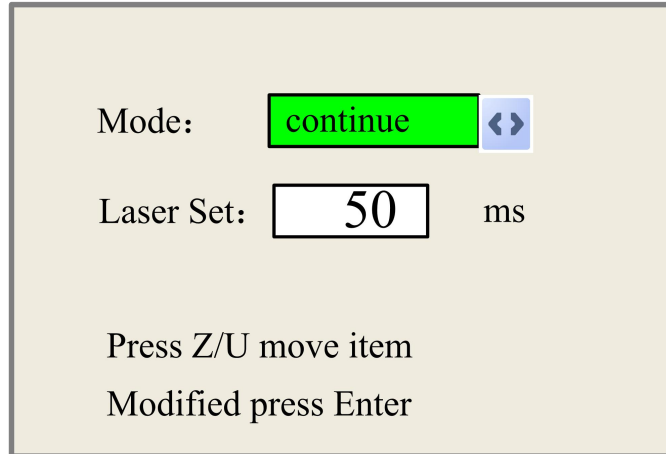 Mode： continue
Laser Set： 50 ms
Press Z/U move item
Modified press Enter